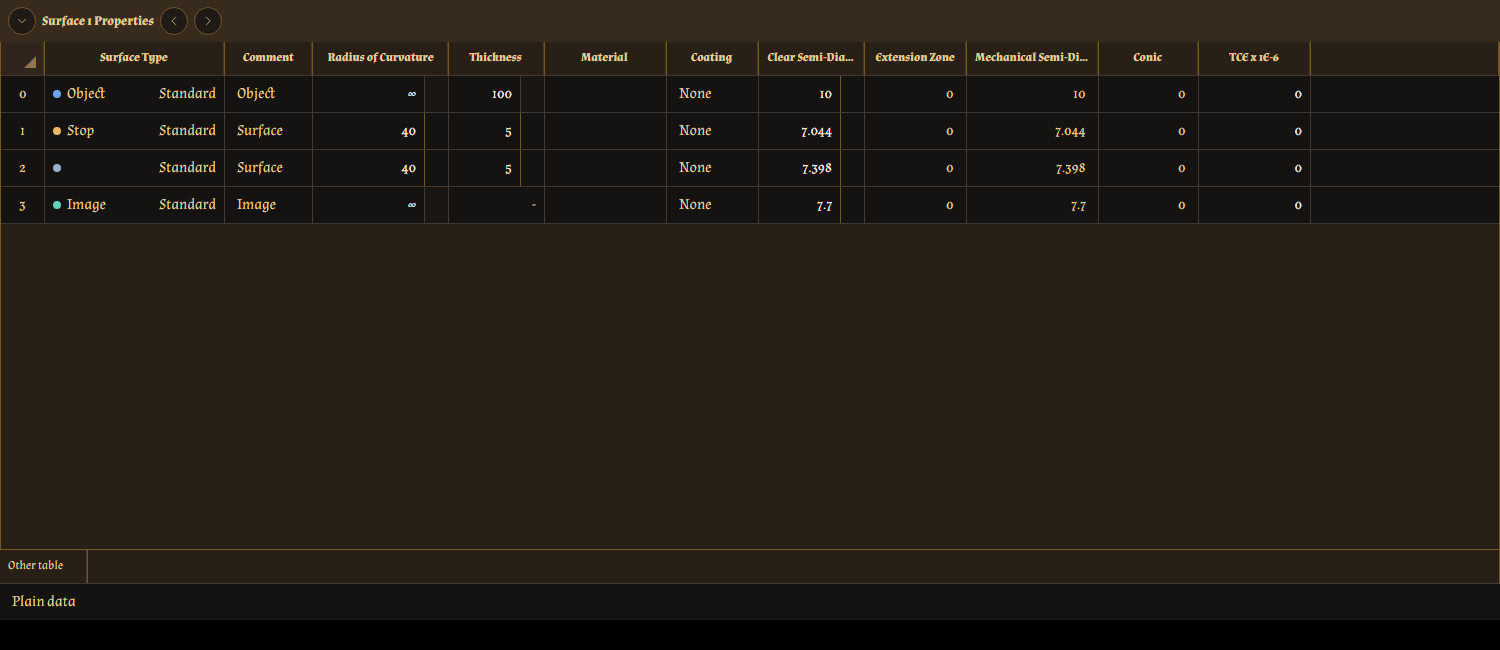 Surface 1 Properties
Surface Type Comment Radius of Curvature Thickness Material Coating Clear Semi-Dia... Extension Zone Mechanical Semi-Di... Conic TCE x 1E-6
0 Object Standard Object ∞ 100 None 10 0 10 0 0
1 Stop Standard Surface 40 5 None 7.044 0 7.044 0 0
2 Standard Surface 40 5 None 7.398 0 7.398 0 0
3 Image Standard Image ∞ - None 7.7 0 7.7 0 0
Other table
Plain data